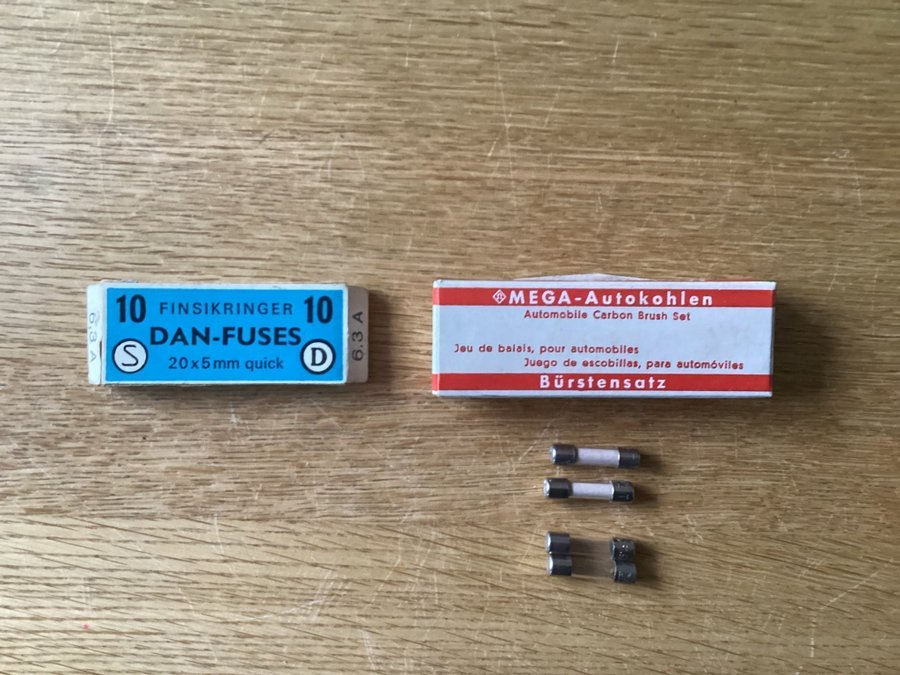 10 FINSIKRINGER 10
DAN-FUSES
S 20x5mm quick D
6.3 A
6.3 A
MEGA-Autokohlen
Automobile Carbon Brush Set
Jeu de balais, pour automobiles
Juego de escobillas, para automóviles
Bürstensatz